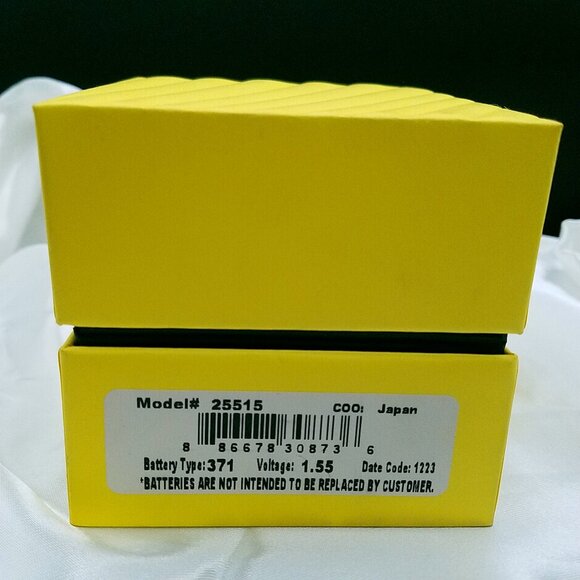 Model# 25515 COO: Japan
8 86678 30873 6
Battery Type: 371 Voltage: 1.55 Date Code: 1223
*BATTERIES ARE NOT INTENDED TO BE REPLACED BY CUSTOMER.